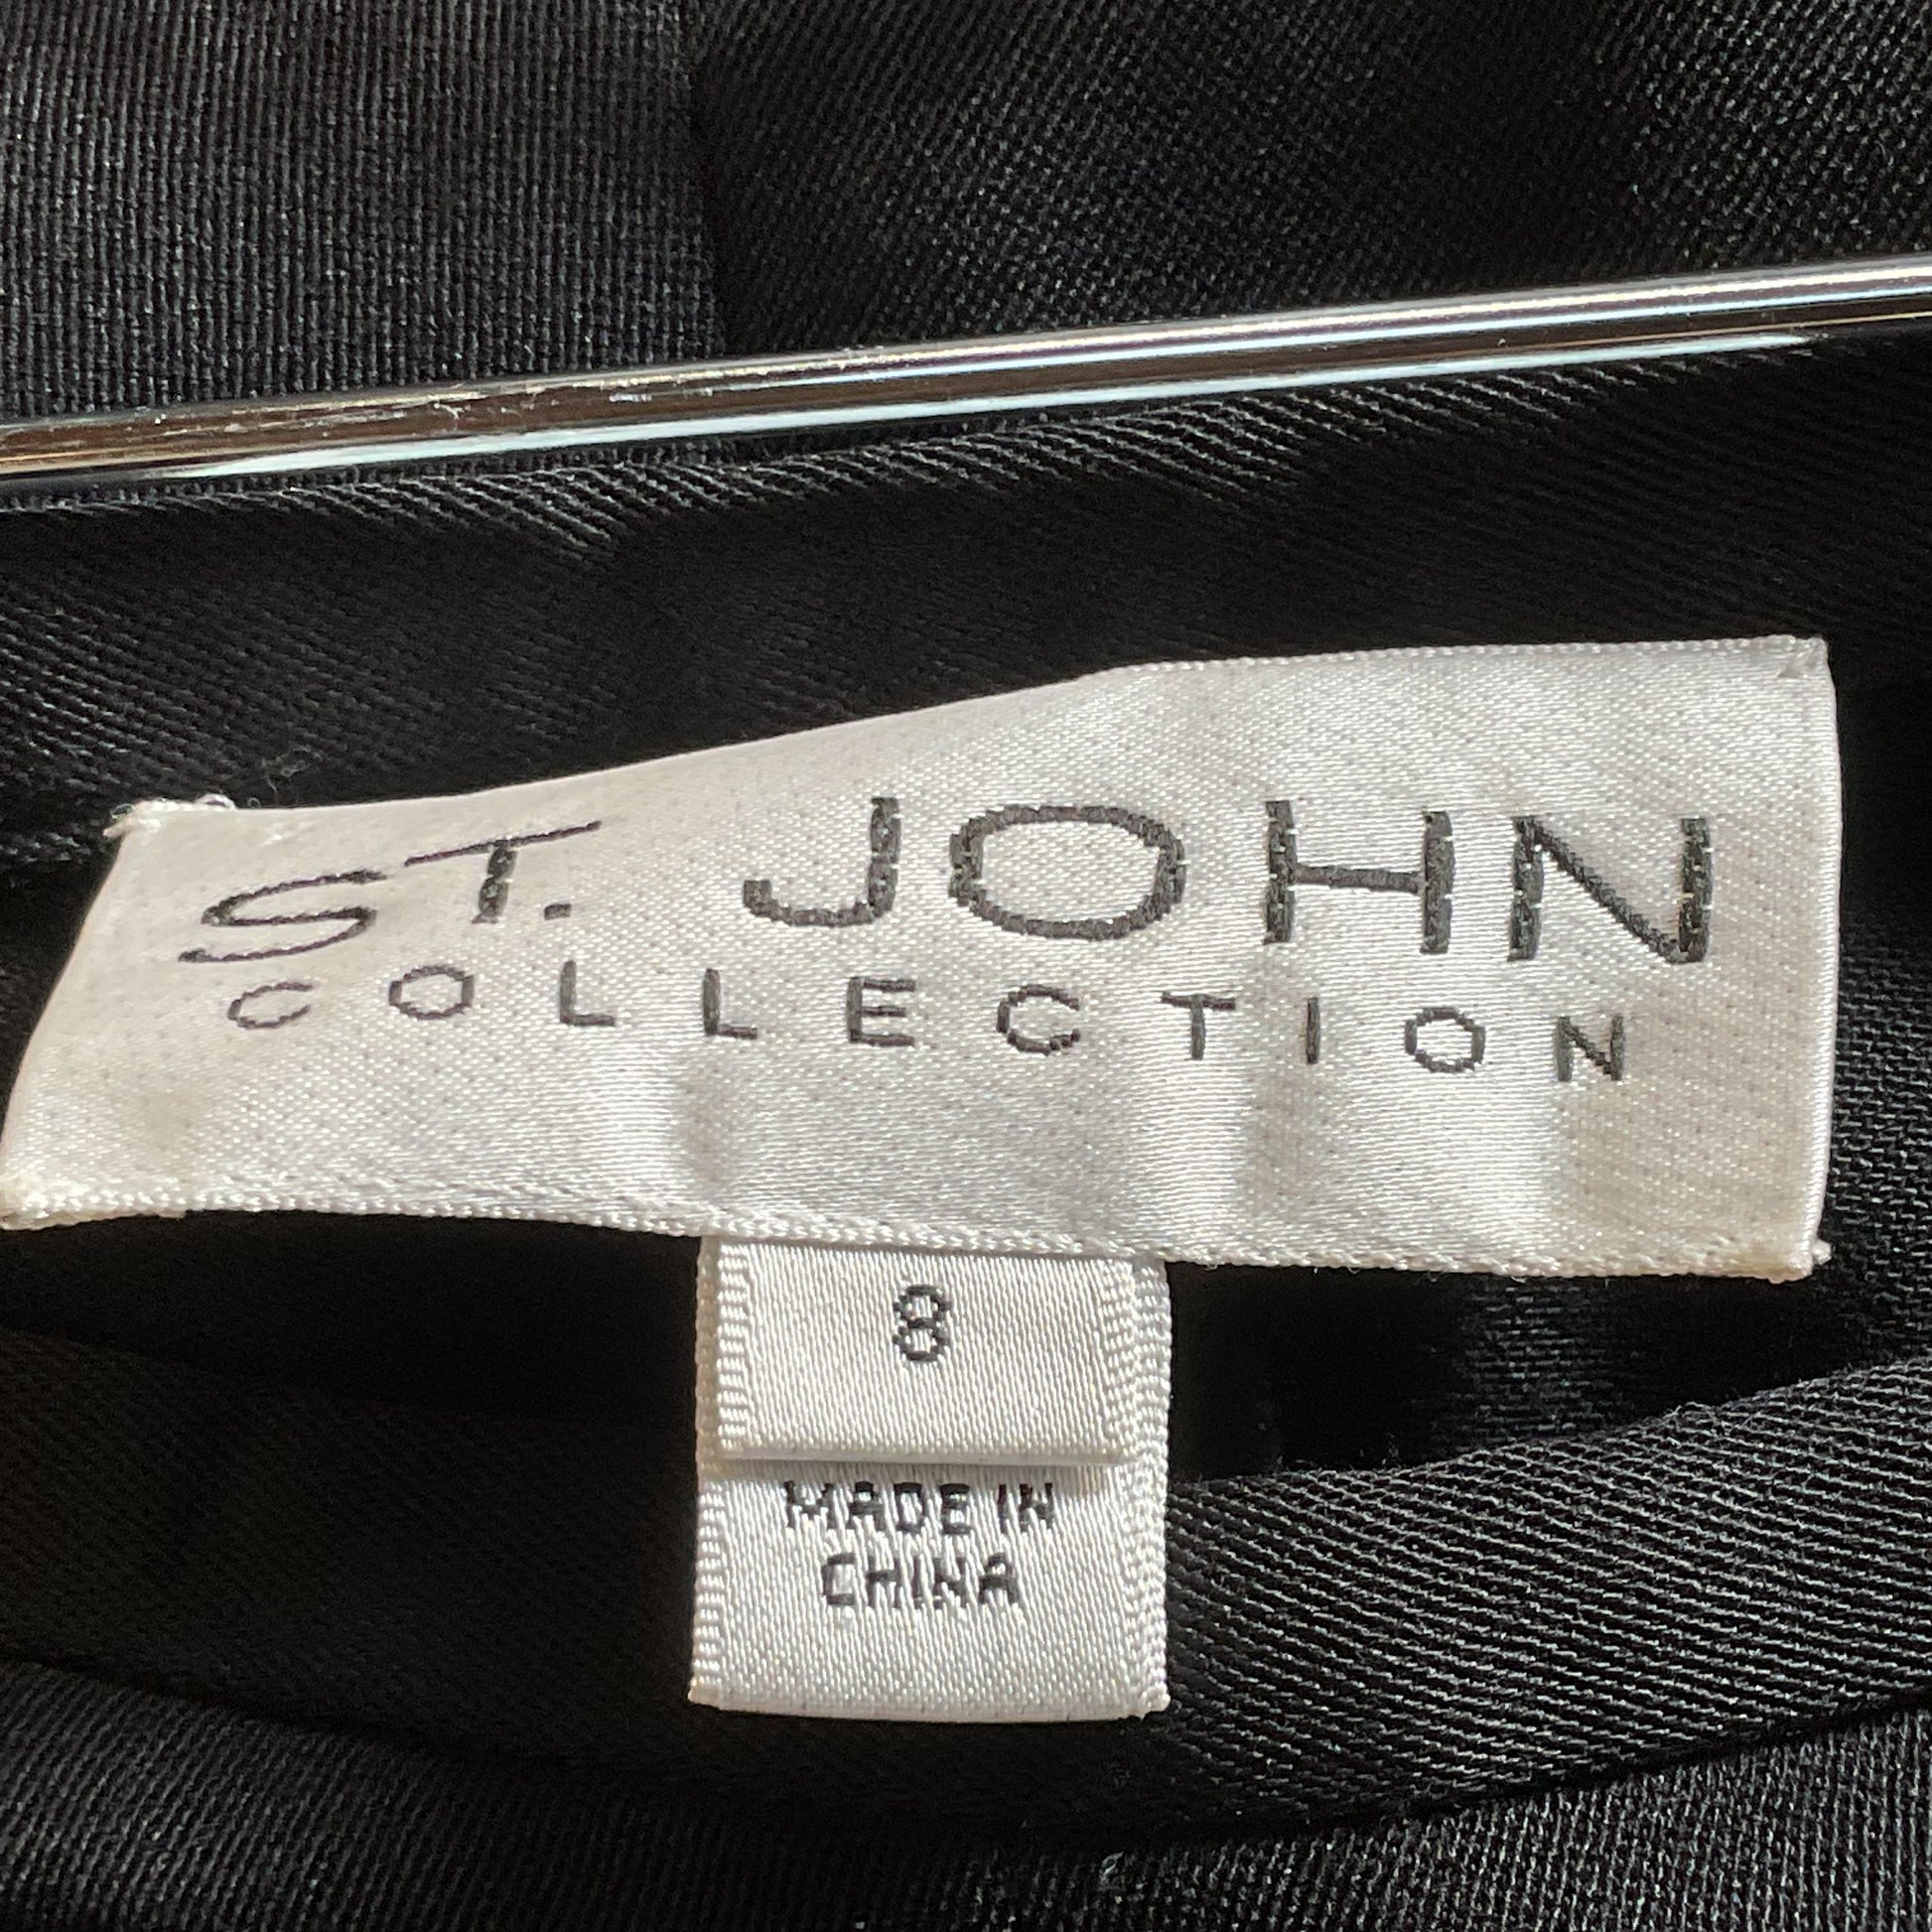 ST. JOHN
COLLECTION
8
MADE IN
CHINA